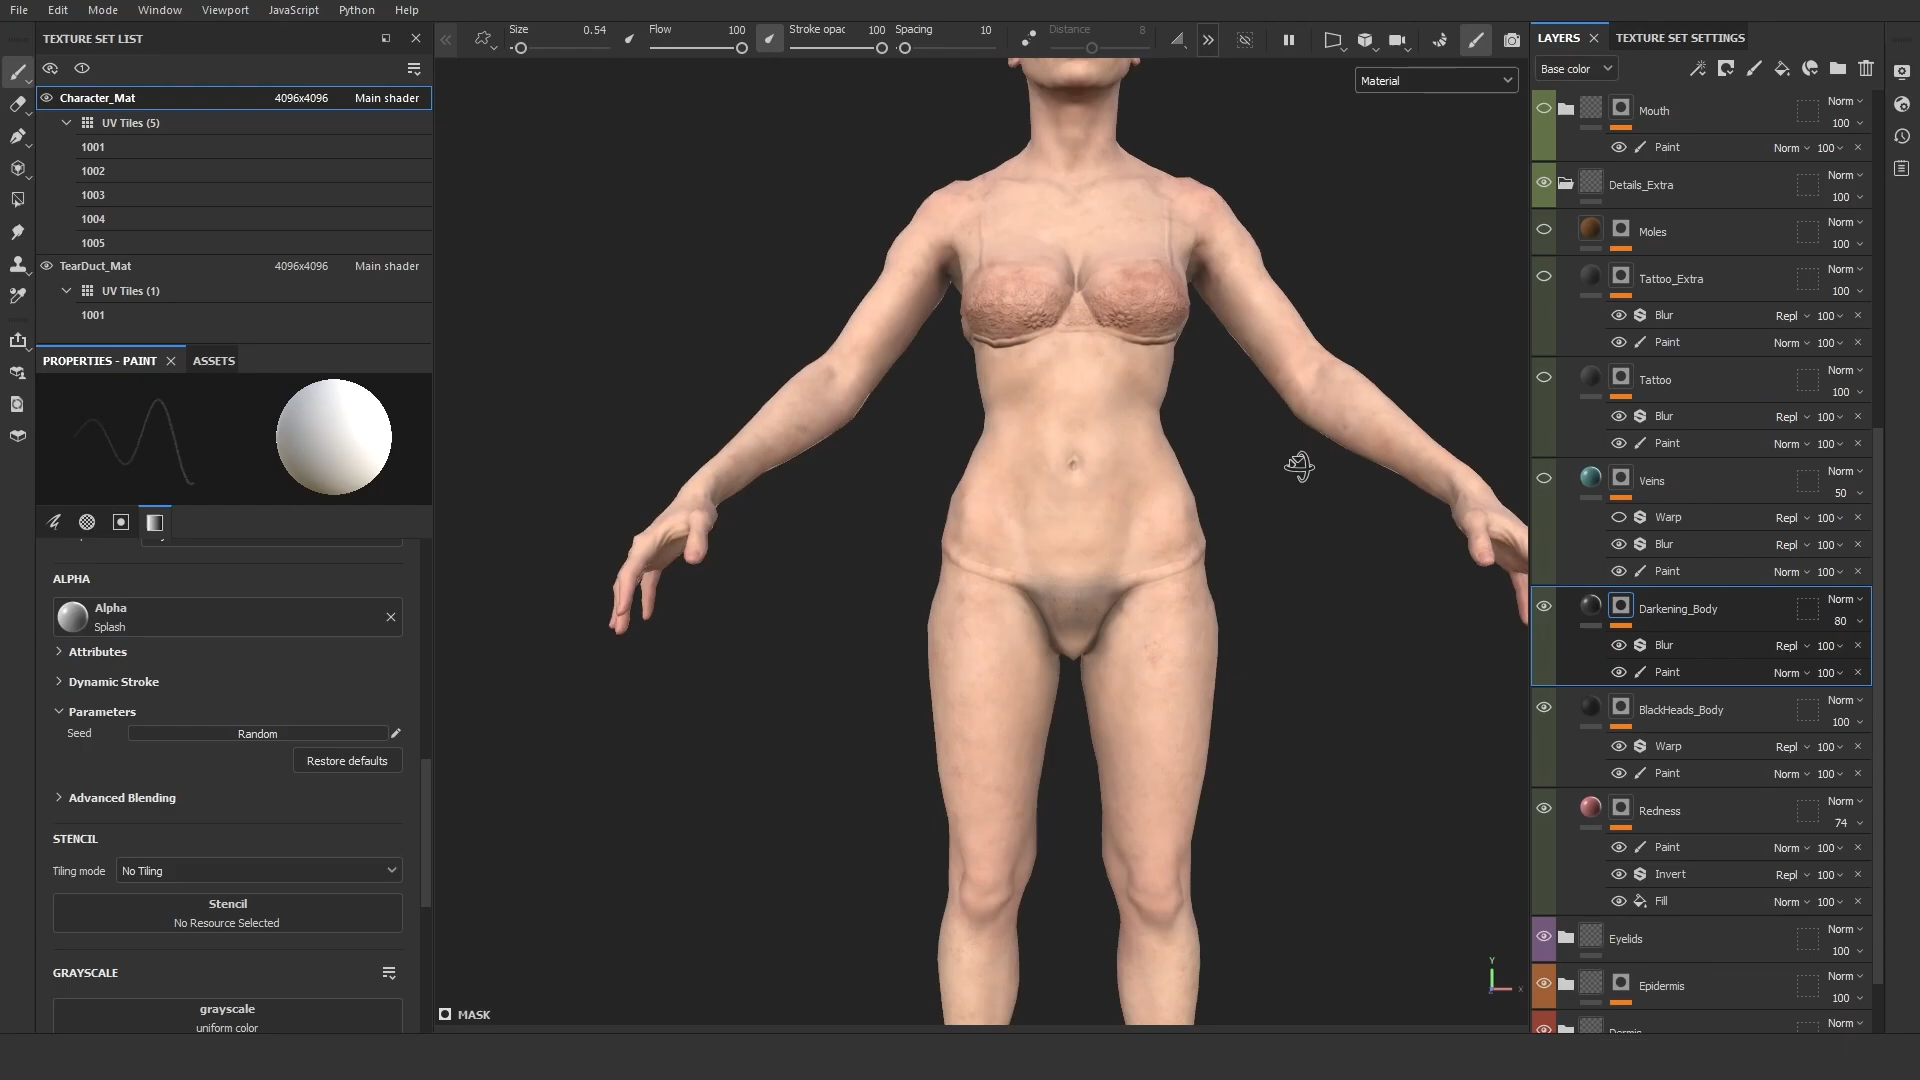 File Edit Mode Window Viewport JavaScript Python Help
TEXTURE SET LIST
Character_Mat 4096x4096 Main shader
UV Tiles (5)
1001
1002
1003
1004
1005
TearDuct_Mat 4096x4096 Main shader
UV Tiles (1)
1001
PROPERTIES - PAINT ASSETS
ALPHA
Alpha
Splash
Attributes
Dynamic Stroke
Parameters
Seed Random
Restore defaults
Advanced Blending
STENCIL
Tiling mode No Tiling
Stencil
No Resource Selected
GRAYSCALE
grayscale
uniform color
Size 0.54 Flow 100 Stroke opac 100 Spacing 10 Distance 8
Material
MASK
Y
X
LAYERS TEXTURE SET SETTINGS
Base color
Mouth Norm 100
Paint Norm 100
Details_Extra Norm 100
Moles Norm 100
Tattoo_Extra Norm 100
Blur Repl 100
Paint Norm 100
Tattoo Norm 100
Blur Repl 100
Paint Norm 100
Veins Norm 50
Warp Repl 100
Blur Repl 100
Paint Norm 100
Darkening_Body Norm 80
Blur Repl 100
Paint Norm 100
BlackHeads_Body Norm 100
Warp Repl 100
Paint Norm 100
Redness Norm 74
Paint Norm 100
Invert Repl 100
Fill Norm 100
Eyelids Norm 100
Epidermis Norm 100
Norm